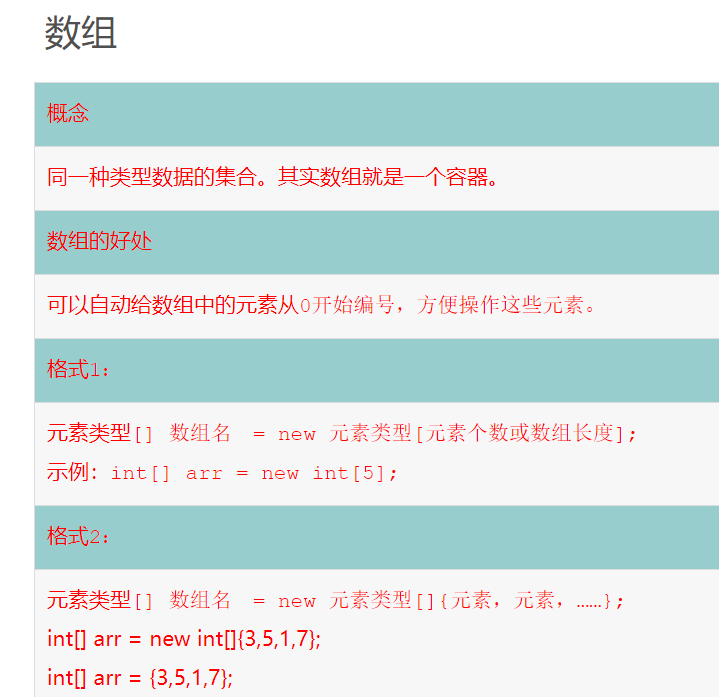 数组
概念
同一种类型数据的集合。其实数组就是一个容器。
数组的好处
可以自动给数组中的元素从0开始编号，方便操作这些元素。
格式1：
元素类型[] 数组名 = new 元素类型[元素个数或数组长度];
示例：int[] arr = new int[5];
格式2：
元素类型[] 数组名 = new 元素类型[]{元素，元素，……};
int[] arr = new int[]{3,5,1,7};
int[] arr = {3,5,1,7};